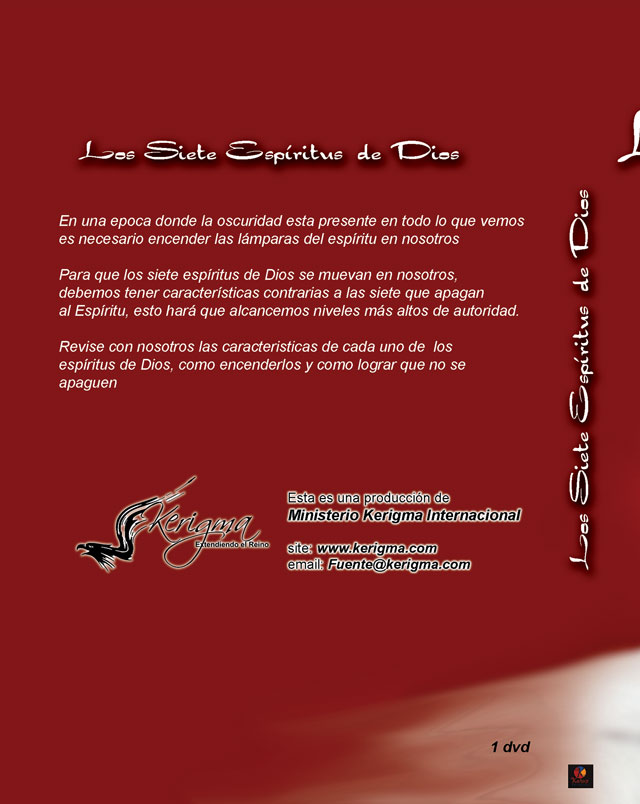 Los Siete Espíritus de Dios
En una epoca donde la oscuridad esta presente en todo lo que vemos
es necesario encender las lámparas del espíritu en nosotros
Para que los siete espíritus de Dios se muevan en nosotros,
debemos tener características contrarias a las siete que apagan
al Espíritu, esto hará que alcancemos niveles más altos de autoridad.
Revise con nosotros las caracteristicas de cada uno de los
espíritus de Dios, como encenderlos y como lograr que no se
apaguen
Kerigma
Extendiendo el Reino
Esta es una producción de
Ministerio Kerigma Internacional
site: www.kerigma.com
email: Fuente@kerigma.com
1 dvd
Los Siete Espíritus de Dios
L